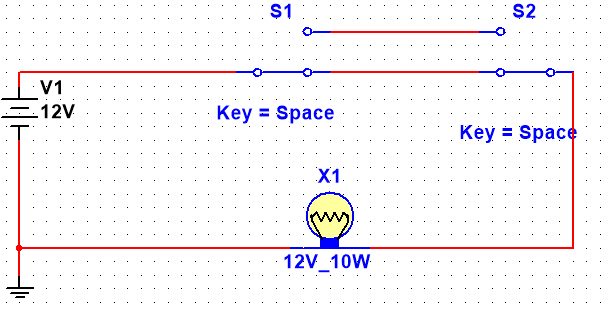 S1
S2
V1
12V
Key = Space
Key = Space
X1
12V_10W